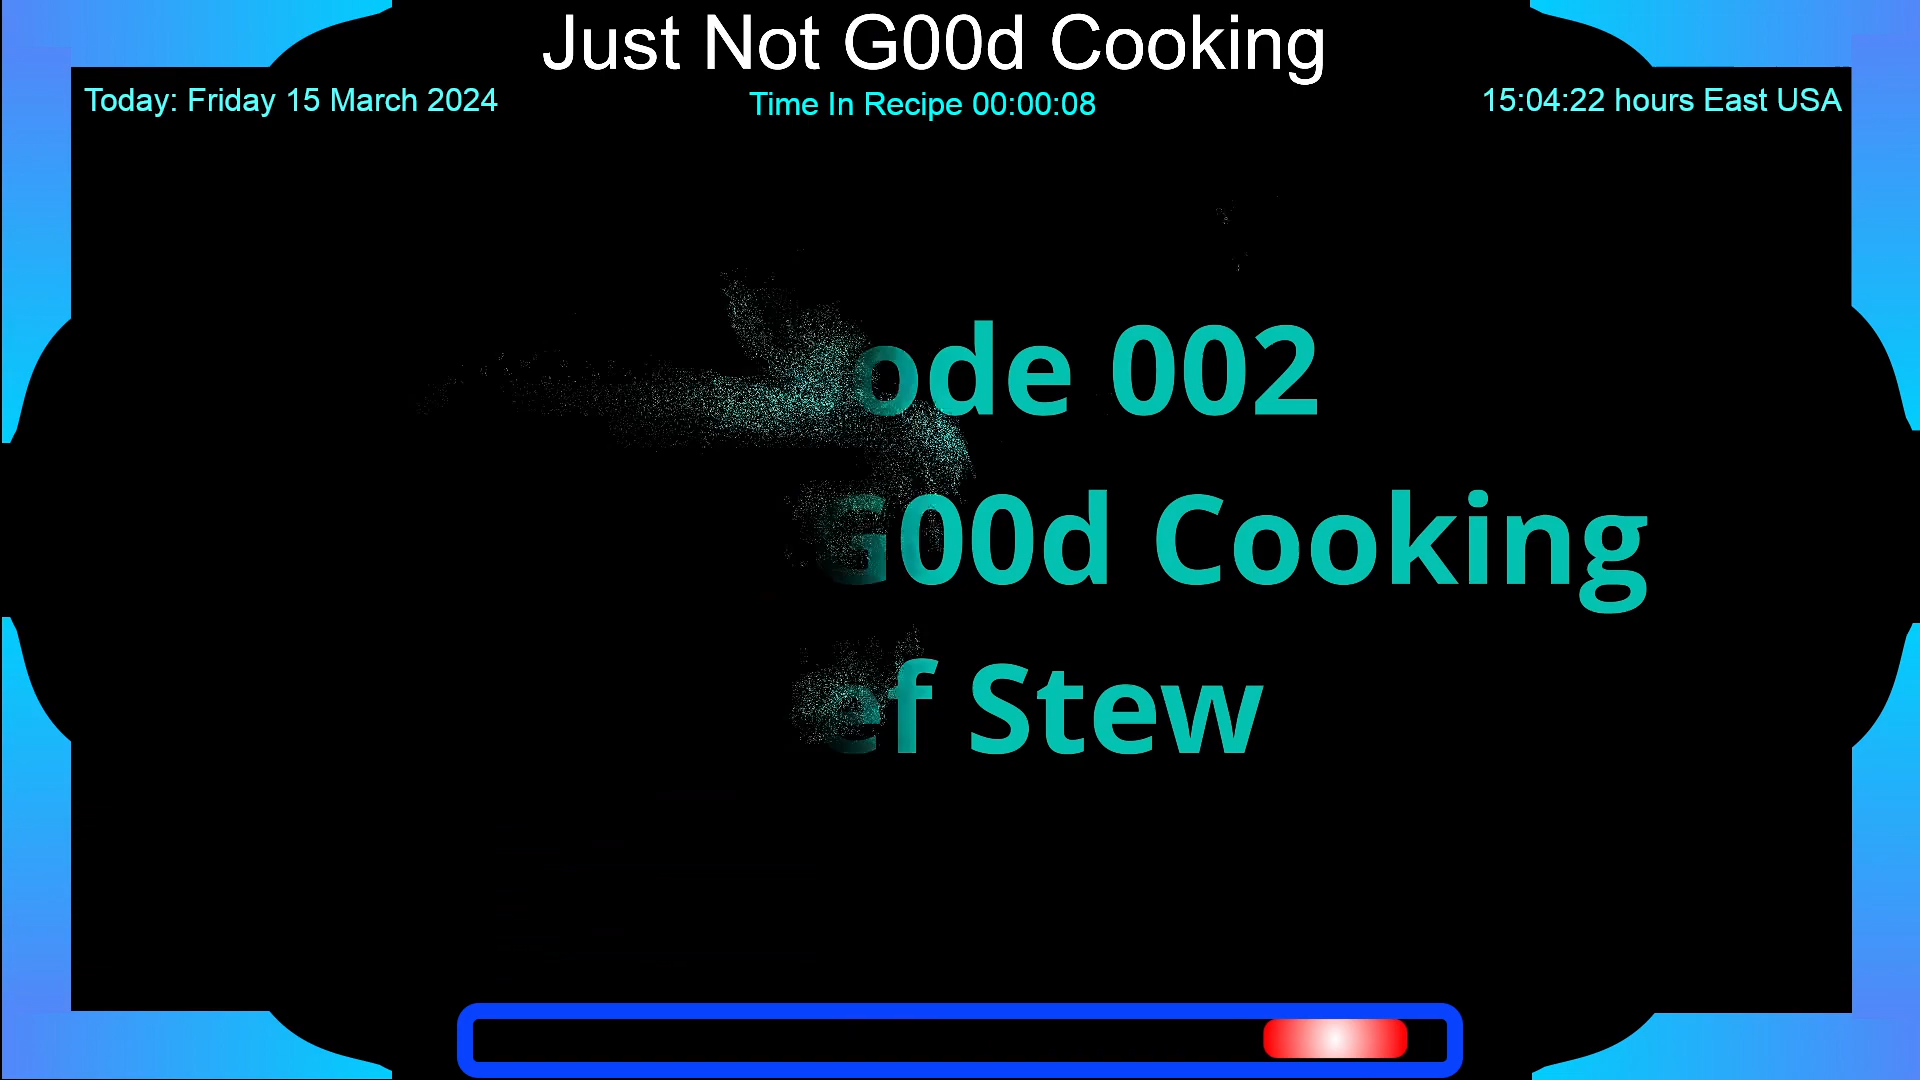 Just Not G00d Cooking
Today: Friday 15 March 2024
Time In Recipe 00:00:08
15:04:22 hours East USA
ode 002
G00d Cooking
ef Stew